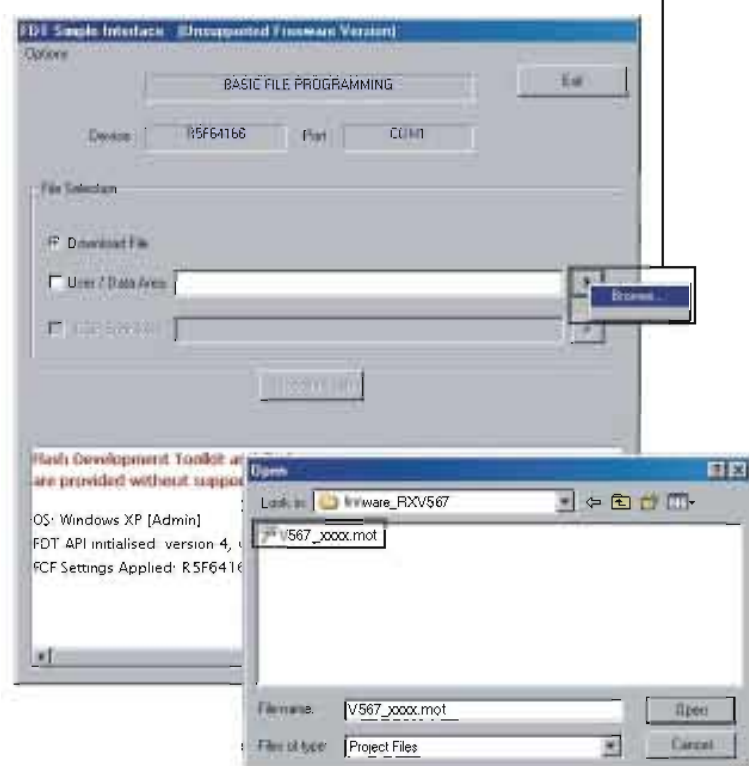 FDT Simple Interface (Unsupported Firmware Version)
Options
BASIC FILE PROGRAMMING
Exit
Device
R5F64166
Port
COM1
File Selection
Download File
User / Data Area
Browse...
Flash Development Toolkit
are provided without
OS: Windows XP [Admin]
FDT API initialised: version 4,
FCF Settings Applied: R5F6416
Open
Look in:
firmware_RXV567
V567_xxxx.mot
File name:
V567_xxxx.mot
Open
Files of type:
Project Files
Cancel